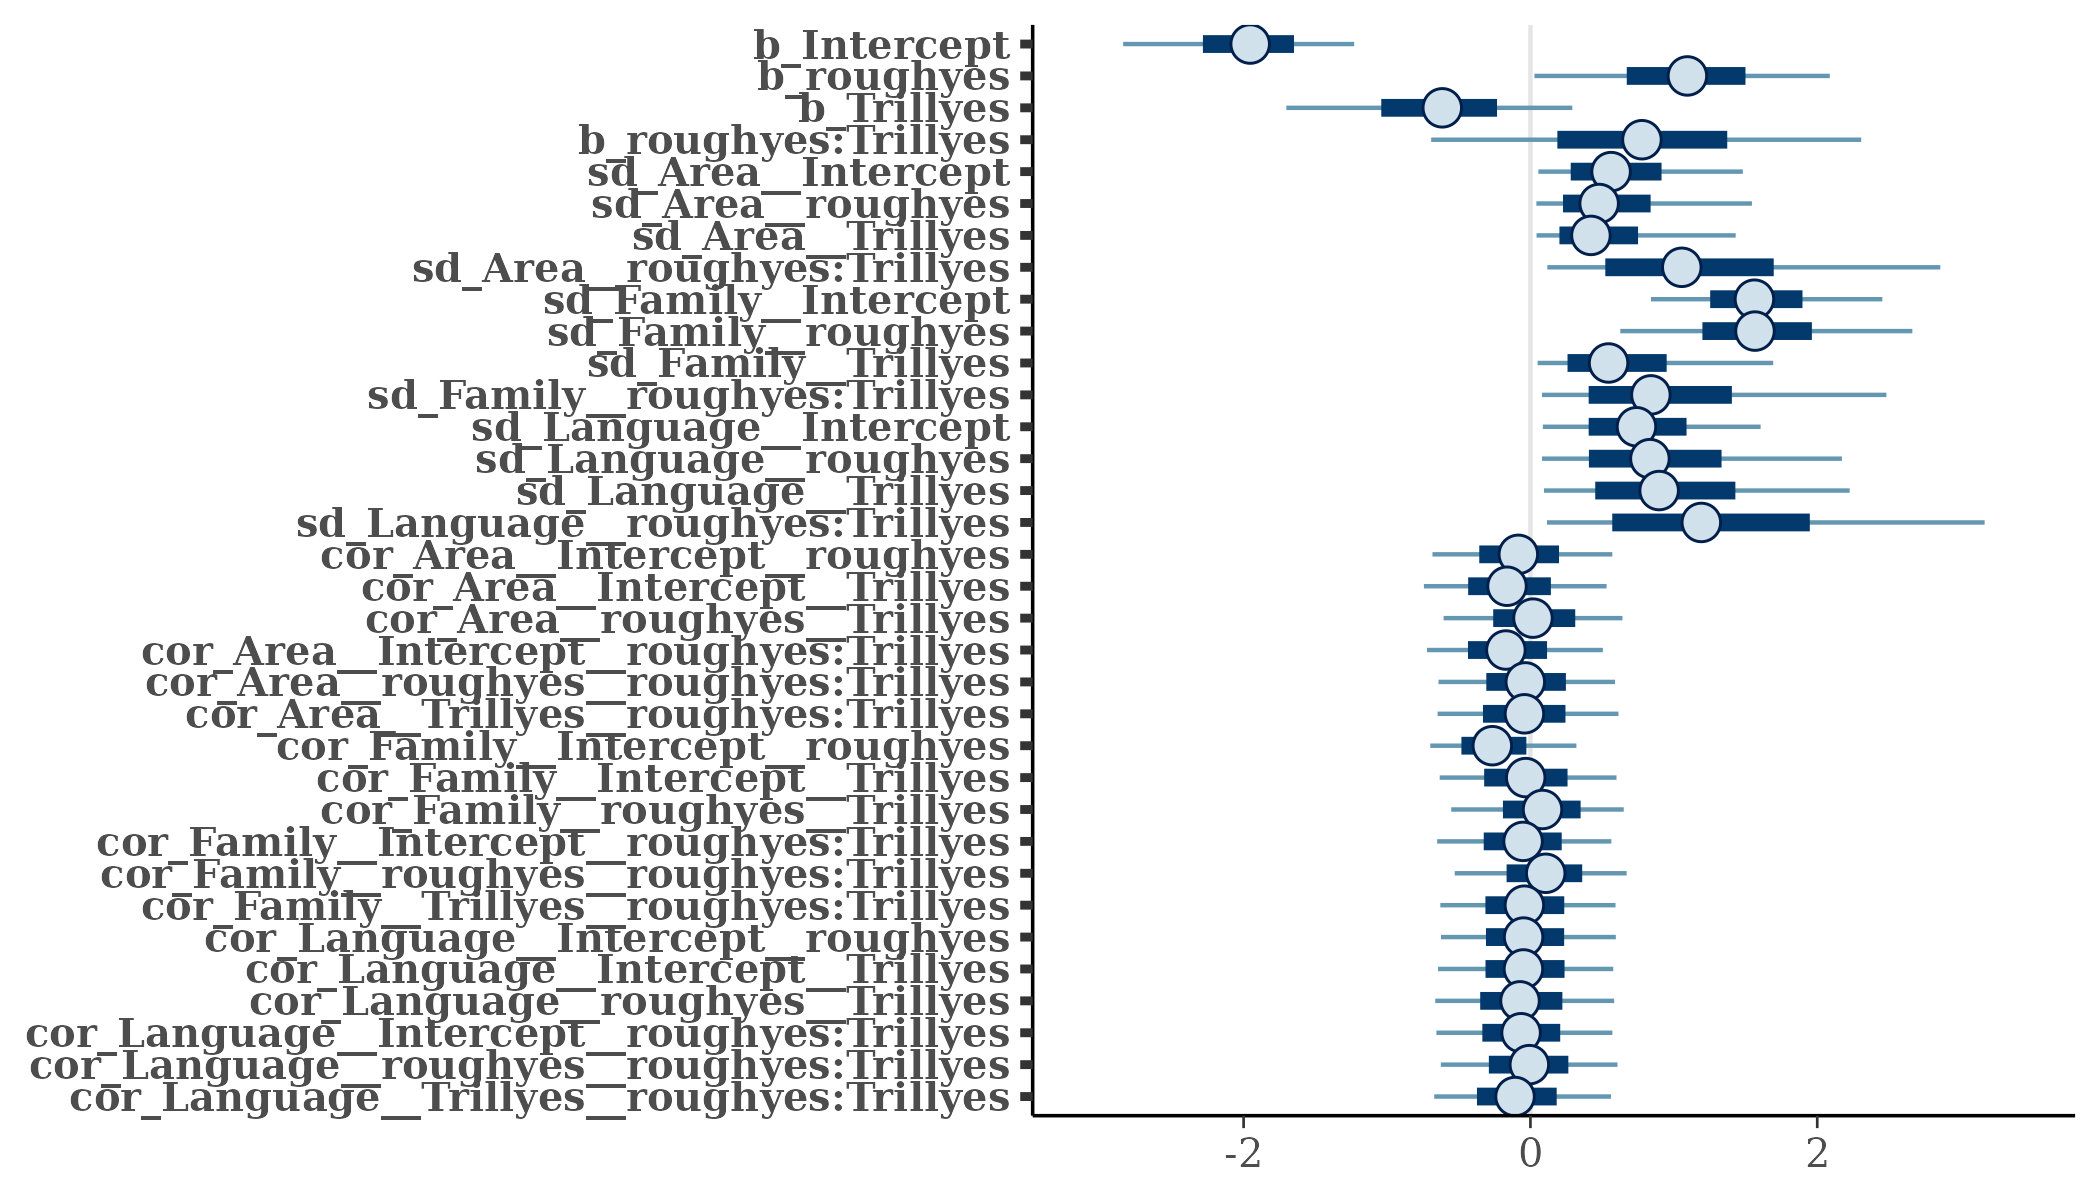 b_Intercept
b_roughyes
b_Trillyes
b_roughyes:Trillyes
sd_Area__Intercept
sd_Area__roughyes
sd_Area__Trillyes
sd_Area__roughyes:Trillyes
sd_Family__Intercept
sd_Family__roughyes
sd_Family__Trillyes
sd_Family__roughyes:Trillyes
sd_Language__Intercept
sd_Language__roughyes
sd_Language__Trillyes
sd_Language__roughyes:Trillyes
cor_Area__Intercept__roughyes
cor_Area__Intercept__Trillyes
cor_Area__roughyes__Trillyes
cor_Area__Intercept__roughyes:Trillyes
cor_Area__roughyes__roughyes:Trillyes
cor_Area__Trillyes__roughyes:Trillyes
cor_Family__Intercept__roughyes
cor_Family__Intercept__Trillyes
cor_Family__roughyes__Trillyes
cor_Family__Intercept__roughyes:Trillyes
cor_Family__roughyes__roughyes:Trillyes
cor_Family__Trillyes__roughyes:Trillyes
cor_Language__Intercept__roughyes
cor_Language__Intercept__Trillyes
cor_Language__roughyes__Trillyes
cor_Language__Intercept__roughyes:Trillyes
cor_Language__roughyes__roughyes:Trillyes
cor_Language__Trillyes__roughyes:Trillyes
-2 0 2